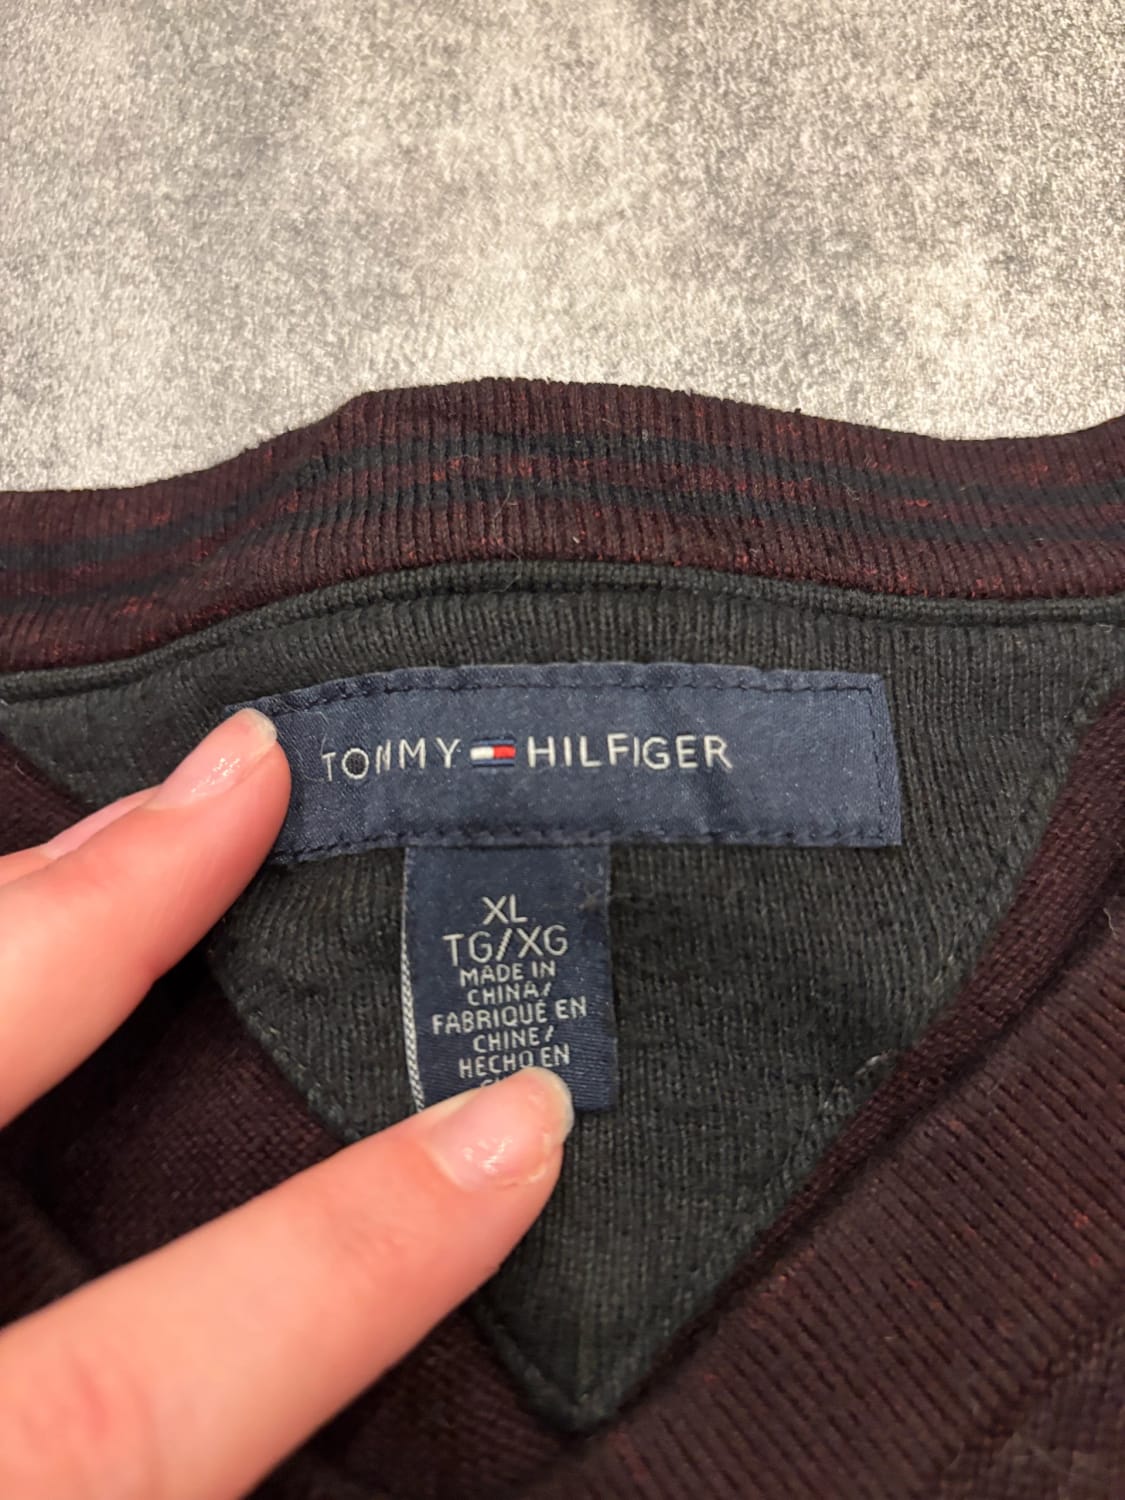 TOMMY HILFIGER
XL
TG/XG
MADE IN
CHINA/
FABRIQUÉ EN
CHINE/
HECHO EN